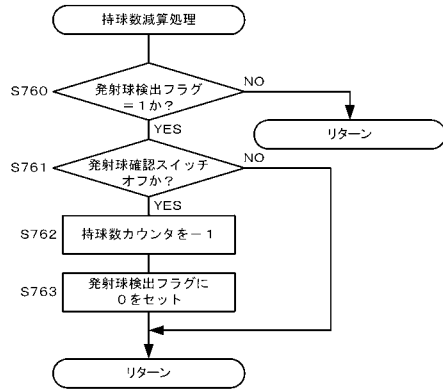 持球数減算処理
S760
発射球検出フラグ
＝1か？
NO
YES
リターン
S761
発射球確認スイッチ
オフか？
NO
YES
S762
持球数カウンタを－1
S763
発射球検出フラグに
0をセット
リターン